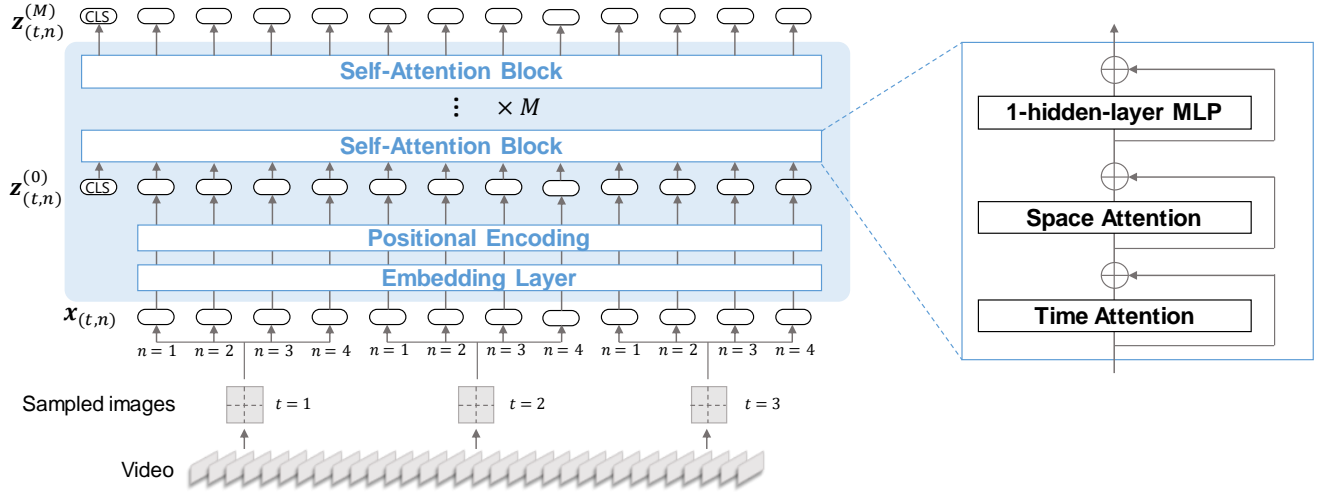 z^{(M)}_{(t,n)}
CLS
Self-Attention Block
⋮ × M
Self-Attention Block
z^{(0)}_{(t,n)}
CLS
Positional Encoding
Embedding Layer
x_{(t,n)}
n = 1 n = 2 n = 3 n = 4 n = 1 n = 2 n = 3 n = 4 n = 1 n = 2 n = 3 n = 4
Sampled images t = 1 t = 2 t = 3
Video
1-hidden-layer MLP
Space Attention
Time Attention